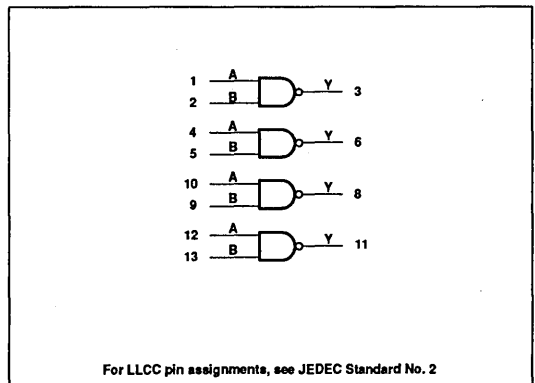 1 A
2 B Y 3
4 A
5 B Y 6
10 A
9 B Y 8
12 A
13 B Y 11
For LLCC pin assignments, see JEDEC Standard No. 2